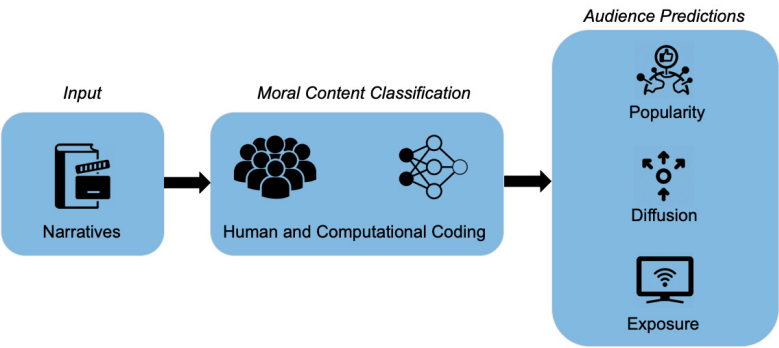 Input
Narratives
Moral Content Classification
Human and Computational Coding
Audience Predictions
Popularity
Diffusion
Exposure